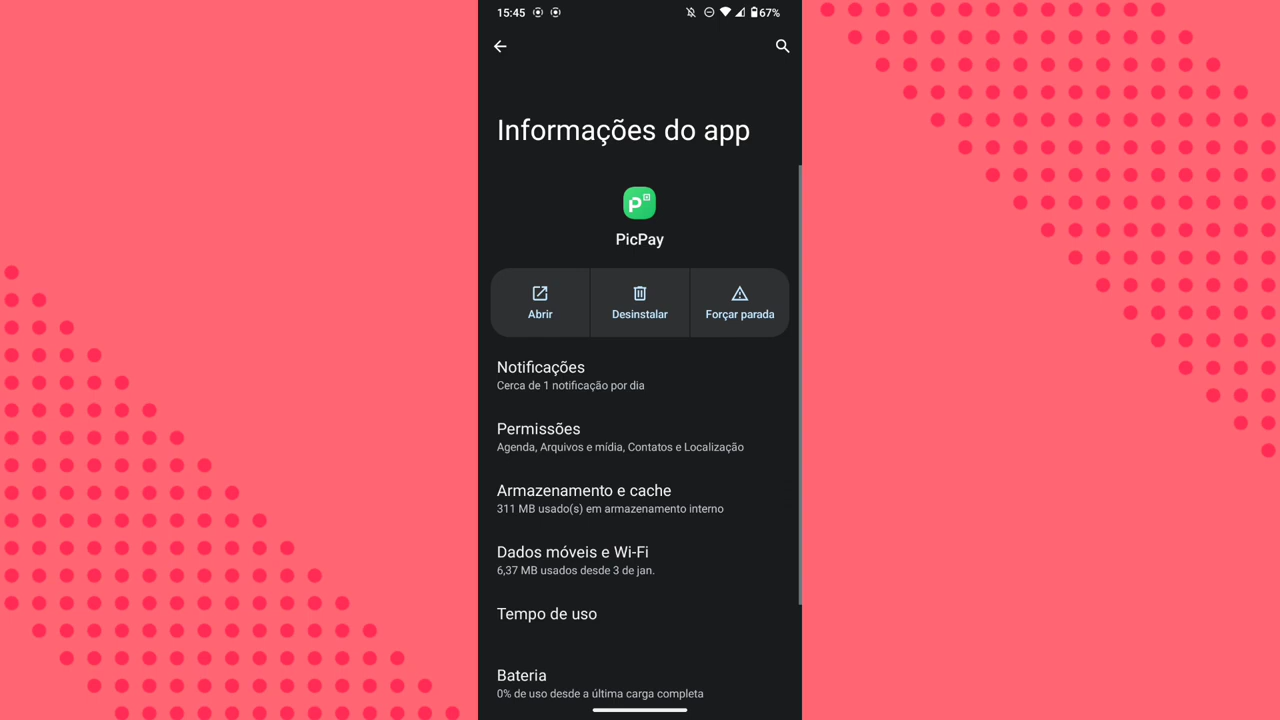 15:45
67%
Informações do app
PicPay
Abrir
Desinstalar
Forçar parada
Notificações
Cerca de 1 notificação por dia
Permissões
Agenda, Arquivos e mídia, Contatos e Localização
Armazenamento e cache
311 MB usado(s) em armazenamento interno
Dados móveis e Wi-Fi
6,37 MB usados desde 3 de jan.
Tempo de uso
Bateria
0% de uso desde a última carga completa